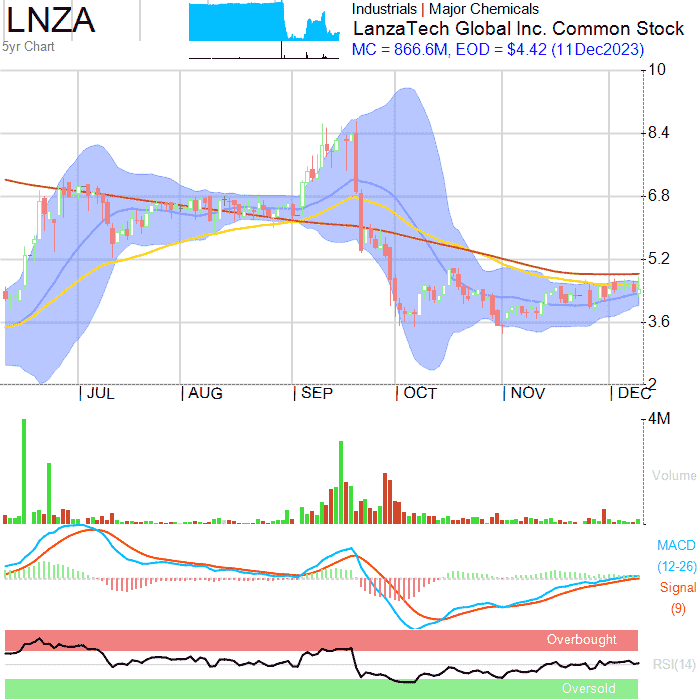 LNZA
5yr Chart
Industrials | Major Chemicals
LanzaTech Global Inc. Common Stock
MC = 866.6M, EOD = $4.42 (11Dec2023)
10
8.4
6.8
5.2
3.6
2
| JUL | AUG | SEP | OCT | NOV | DEC
4M
Volume
MACD
(12-26)
Signal
(9)
Overbought
RSI(14)
Oversold